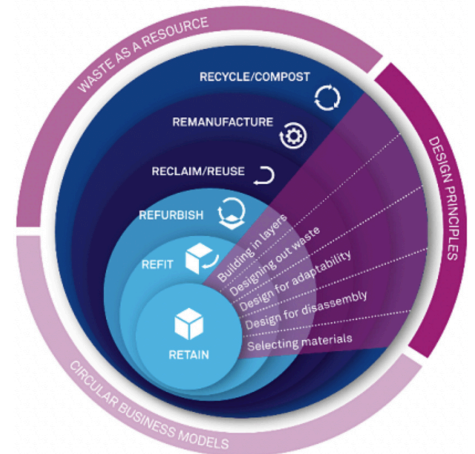 WASTE AS A RESOURCE
DESIGN PRINCIPLES
CIRCULAR BUSINESS MODELS
RECYCLE/COMPOST
REMANUFACTURE
RECLAIM/REUSE
REFURBISH
REFIT
RETAIN
Building in layers
Designing out waste
Design for adaptability
Design for disassembly
Selecting materials